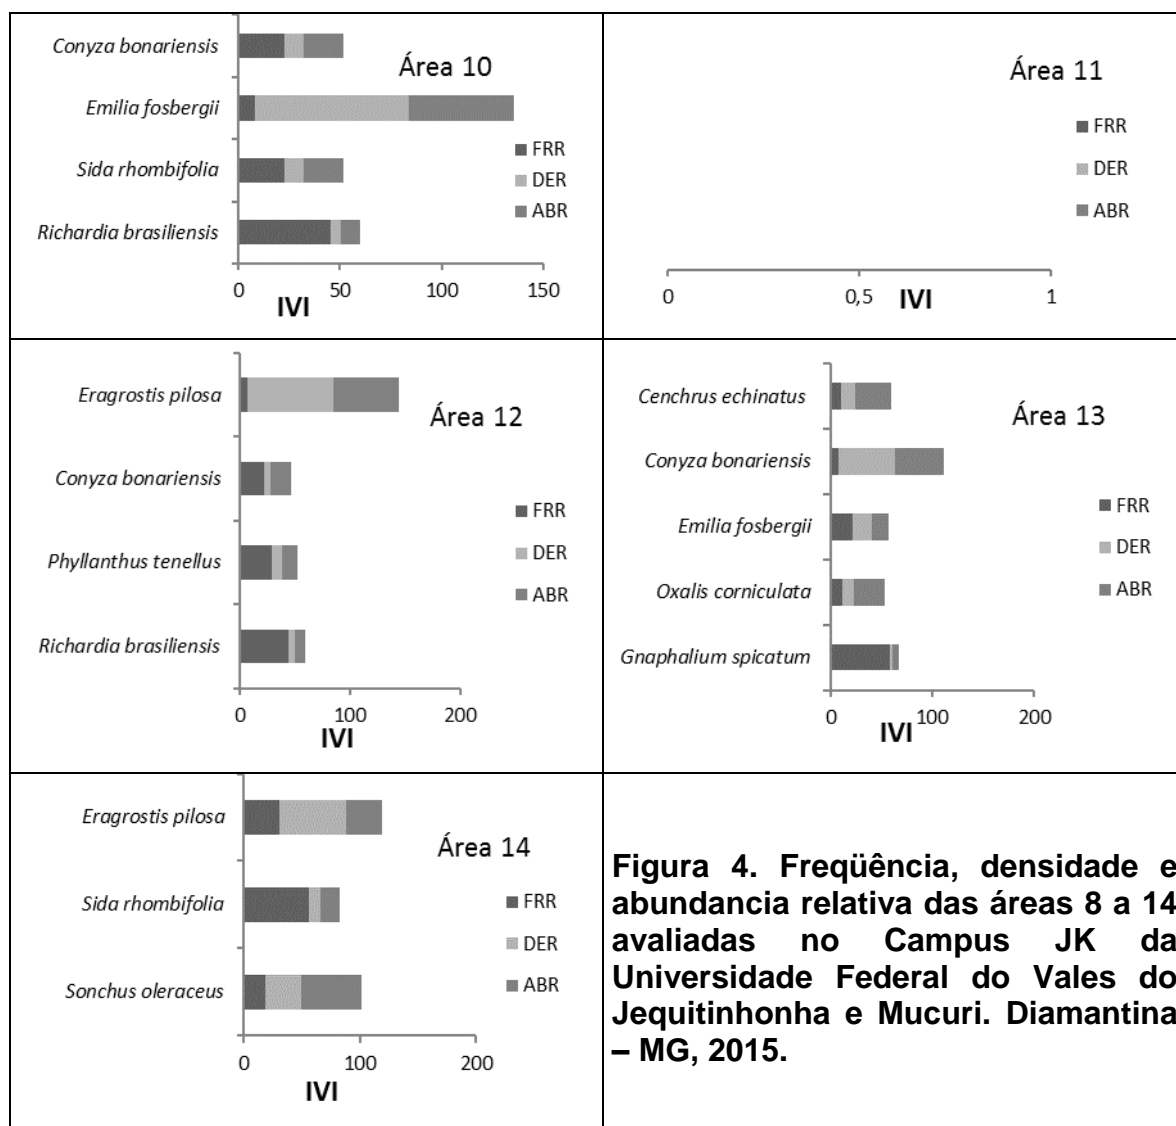 Conyza bonariensis
Emilia fosbergii
Sida rhombifolia
Richardia brasiliensis
Área 10
FRR
DER
ABR
0 50 100 150
IVI
Área 11
FRR
DER
ABR
0 0,5 1
IVI
Eragrostis pilosa
Conyza bonariensis
Phyllanthus tenellus
Richardia brasiliensis
Área 12
FRR
DER
ABR
0 100 200
IVI
Cenchrus echinatus
Conyza bonariensis
Emilia fosbergii
Oxalis corniculata
Gnaphalium spicatum
Área 13
FRR
DER
ABR
0 100 200
IVI
Eragrostis pilosa
Sida rhombifolia
Sonchus oleraceus
Área 14
FRR
DER
ABR
0 100 200
IVI
Figura 4. Freqüência, densidade e
abundancia relativa das áreas 8 a 14
avaliadas no Campus JK da
Universidade Federal do Vales do
Jequitinhonha e Mucuri. Diamantina
– MG, 2015.